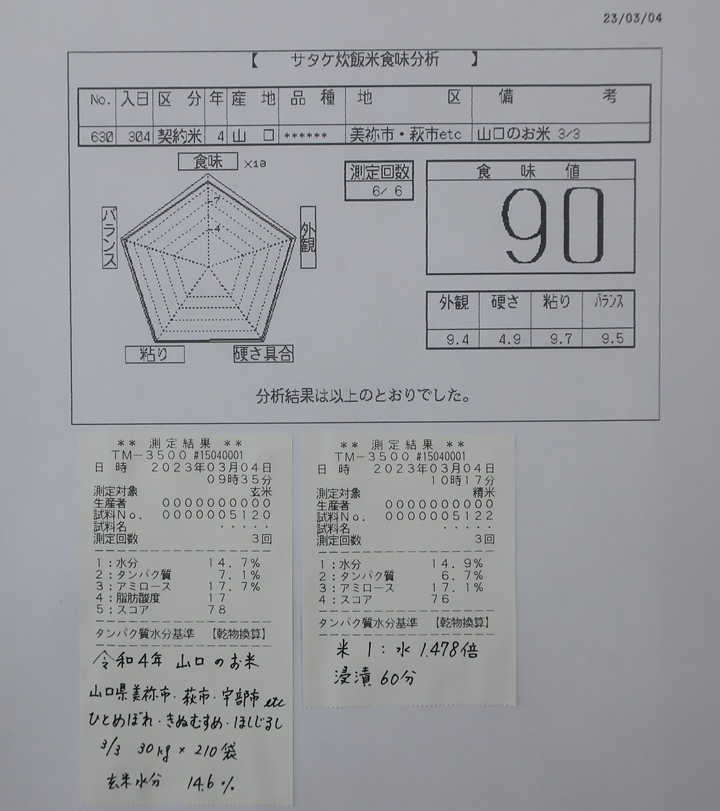 23/03/04
【 サタケ炊飯米食味分析 】
No. 入日 区 分 年 産 地 品 種 地 区 備 考
630 304 契約米 4 山 口 ****** 美祢市・萩市etc 山口のお米 3/3
食味 ×10
測定回数
6/ 6
食 味 値
90
7
4
バランス
外観
粘り
硬さ具合
外観 硬さ 粘り バランス
9.4 4.9 9.7 9.5
分析結果は以上のとおりでした。
** 測定結果 **
TM-3500 #15040001
日 時 2023年03月04日
09時35分
測定対象 玄米
生産者 0000000000
試料No. 0000005120
試料名 ・・・・・
測定回数 3回
1:水分 14.7%
2:タンパク質 7.1%
3:アミロース 17.7%
4:脂肪酸度 17
5:スコア 78
タンパク質水分基準 【乾物換算】
令和4年 山口のお米
山口県美祢市・萩市・宇部市etc
ひとめぼれ・きぬむすめ・ほしじるし
3/3 30kg × 210袋
玄米水分 14.6%
** 測定結果 **
TM-3500 #15040001
日 時 2023年03月04日
10時17分
測定対象 精米
生産者 0000000000
試料No. 0000005122
試料名 ・・・・・
測定回数 3回
1:水分 14.9%
2:タンパク質 6.7%
3:アミロース 17.1%
4:スコア 76
タンパク質水分基準 【乾物換算】
米 1:水 1.478倍
浸漬 60分